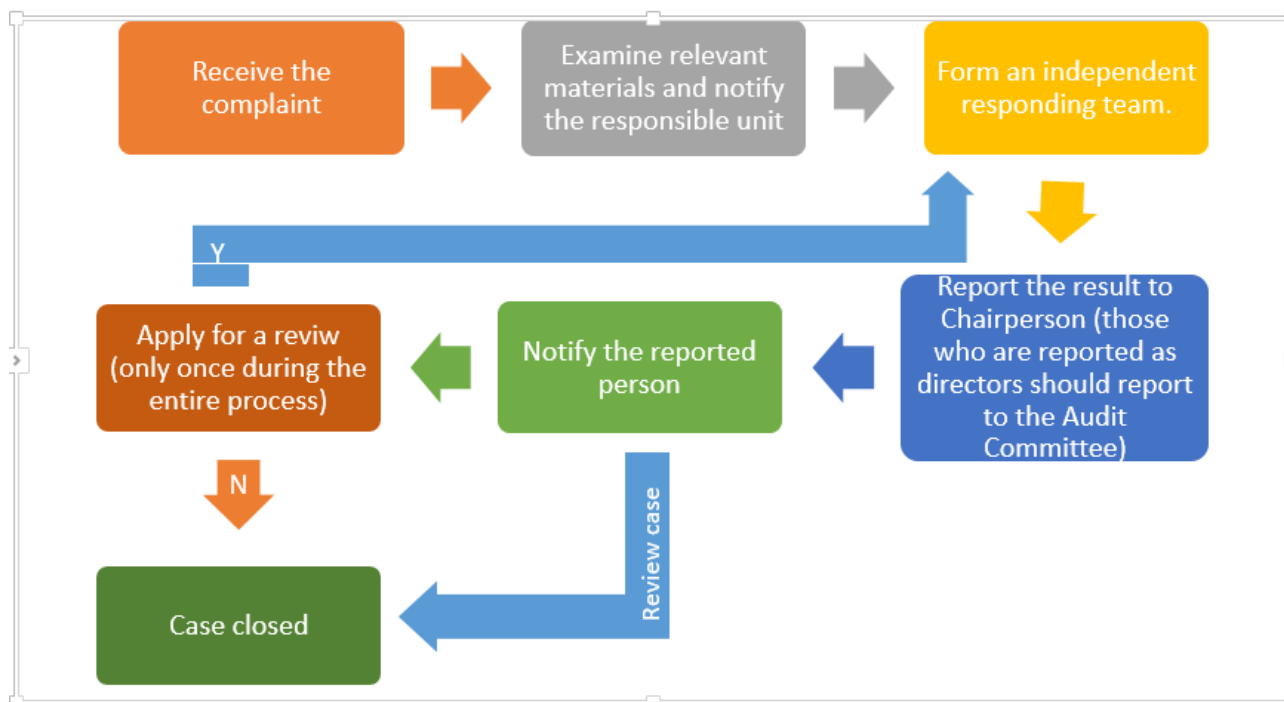 Receive the
complaint
Examine relevant
materials and notify
the responsible unit
Form an independent
responding team.
Y
Apply for a reviw
(only once during the
entire process)
Notify the reported
person
Report the result to
Chairperson (those
who are reported as
directors should report
to the Audit
Committee)
N
Review case
Case closed